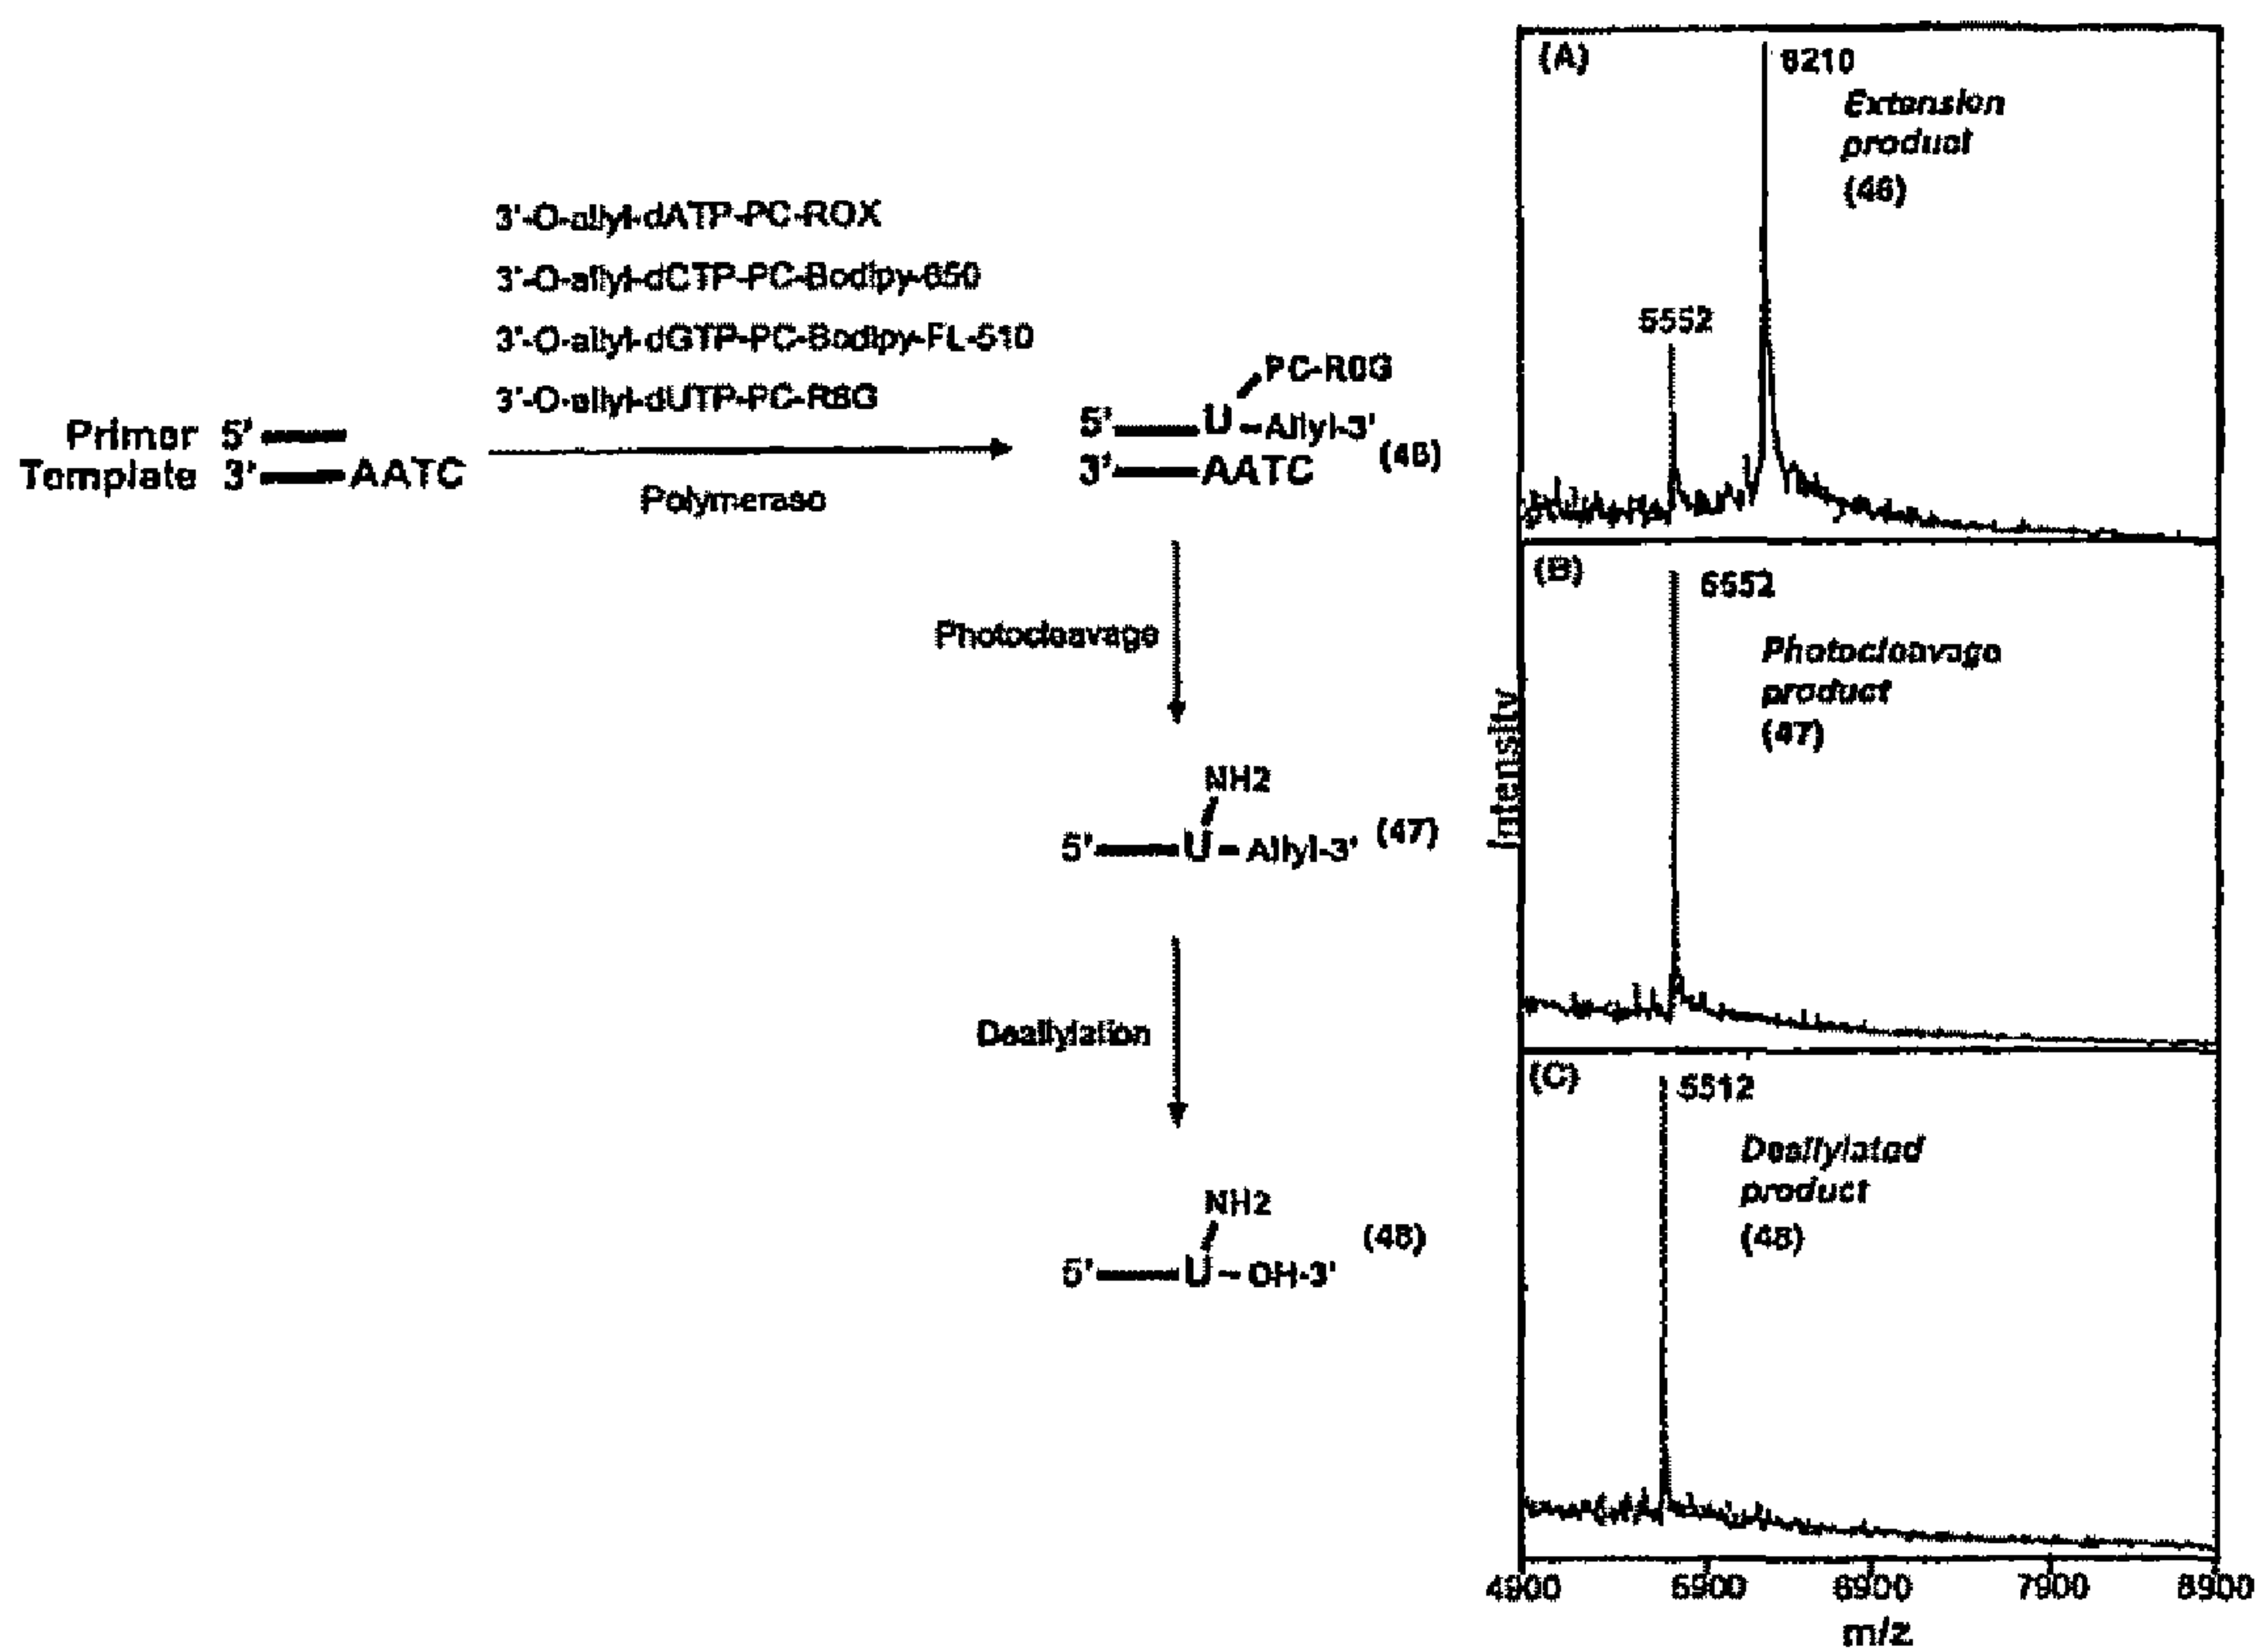 3'-O-allyl-dATP-PC-ROX
3'-O-allyl-dCTP-PC-Bodipy-650
3'-O-allyl-dGTP-PC-Bodipy-FL-510
3'-O-allyl-dUTP-PC-R6G
Primer 5'
Template 3' AATC
Polymerase
PC-R6G
5' U -Allyl-3'
3' AATC
(46)
Photocleavage
NH2
5' U - Allyl-3' (47)
Deallylation
NH2
5' U - OH-3' (48)
(A)
6210
Extension
product
(46)
5552
(B)
5552
Photocleavage
product
(47)
(C)
5512
Deallylated
product
(48)
Intensity
4900 5900 6900 7900 8900
m/z